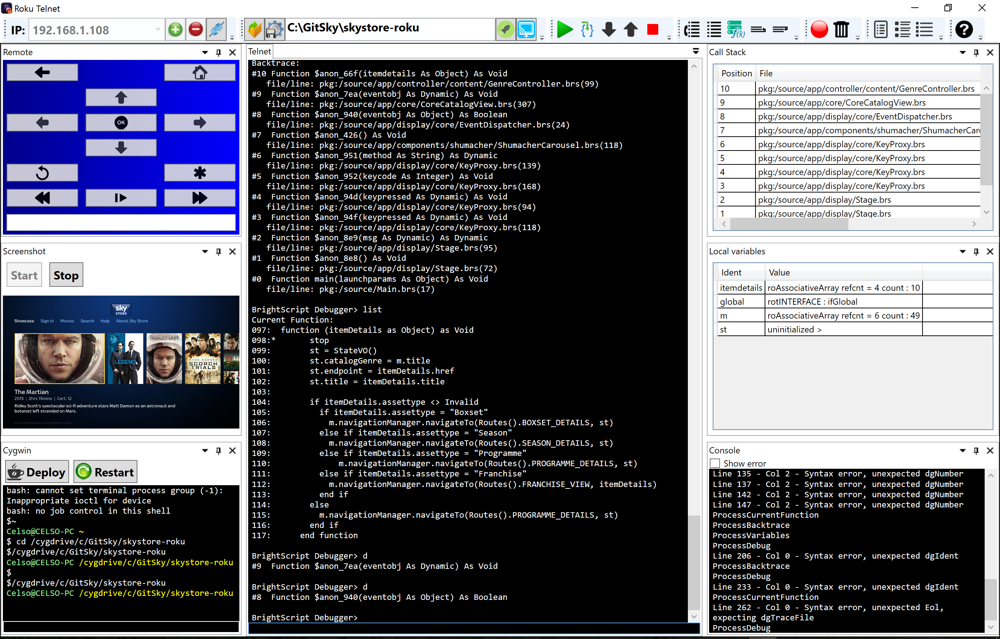 Roku Telnet
IP: 192.168.1.108
C:\GitSky\skystore-roku
Remote
OK
Screenshot
Start Stop
sky
STORE
Showcase Sign In Movies Search Help About Sky Store
LEGEND
MARTIAN
MAZE RUNNER
SCORCH TRIALS
99
The Martian
2015 | 2hrs 15mins | Cert. 12
Ridley Scott's spectacular sci-fi adventure stars Matt Damon as an astronaut and
botanist left stranded on Mars.
Cygwin
Deploy Restart
bash: cannot set terminal process group (-1):
Inappropriate ioctl for device
bash: no job control in this shell
$~
Celso@CELSO-PC ~
$ cd /cygdrive/c/GitSky/skystore-roku
$/cygdrive/c/GitSky/skystore-roku
Celso@CELSO-PC /cygdrive/c/GitSky/skystore-roku
$
$/cygdrive/c/GitSky/skystore-roku
Celso@CELSO-PC /cygdrive/c/GitSky/skystore-roku
Telnet
Backtrace:
#10 Function $anon_66f(itemdetails As Object) As Void
file/line: pkg:/source/app/controller/content/GenreController.brs(99)
#9 Function $anon_7ea(eventobj As Dynamic) As Void
file/line: pkg:/source/app/core/CoreCatalogView.brs(307)
#8 Function $anon_940(eventobj As Object) As Boolean
file/line: pkg:/source/app/display/core/EventDispatcher.brs(24)
#7 Function $anon_426() As Void
file/line: pkg:/source/app/components/shumacher/ShumacherCarousel.brs(118)
#6 Function $anon_951(method As String) As Dynamic
file/line: pkg:/source/app/display/core/KeyProxy.brs(139)
#5 Function $anon_952(keycode As Integer) As Void
file/line: pkg:/source/app/display/core/KeyProxy.brs(168)
#4 Function $anon_94d(keypressed As Dynamic) As Void
file/line: pkg:/source/app/display/core/KeyProxy.brs(94)
#3 Function $anon_94f(keypressed As Dynamic) As Void
file/line: pkg:/source/app/display/core/KeyProxy.brs(118)
#2 Function $anon_8e9(msg As Dynamic) As Dynamic
file/line: pkg:/source/app/display/Stage.brs(95)
#1 Function $anon_8e8() As Void
file/line: pkg:/source/app/display/Stage.brs(72)
#0 Function main(launchparams As Object) As Void
file/line: pkg:/source/Main.brs(17)
BrightScript Debugger> list
Current Function:
097: function (itemDetails as Object) as Void
098:* stop
099: st = StateVO()
100: st.catalogGenre = m.title
101: st.endpoint = itemDetails.href
102: st.title = itemDetails.title
103:
104: if itemDetails.assettype <> Invalid
105: if itemDetails.assettype = "Boxset"
106: m.navigationManager.navigateTo(Routes().BOXSET_DETAILS, st)
107: else if itemDetails.assettype = "Season"
108: m.navigationManager.navigateTo(Routes().SEASON_DETAILS, st)
109: else if itemDetails.assettype = "Programme"
110: m.navigationManager.navigateTo(Routes().PROGRAMME_DETAILS, st)
111: else if itemDetails.assettype = "Franchise"
112: m.navigationManager.navigateTo(Routes().FRANCHISE_VIEW, itemDetails)
113: end if
114: else
115: m.navigationManager.navigateTo(Routes().PROGRAMME_DETAILS, st)
116: end if
117: end function
BrightScript Debugger> d
#9 Function $anon_7ea(eventobj As Dynamic) As Void
BrightScript Debugger> d
#8 Function $anon_940(eventobj As Object) As Boolean
BrightScript Debugger>
Call Stack
Position File
10 pkg:/source/app/controller/content/GenreController.brs
9 pkg:/source/app/core/CoreCatalogView.brs
8 pkg:/source/app/display/core/EventDispatcher.brs
7 pkg:/source/app/components/shumacher/ShumacherCar
6 pkg:/source/app/display/core/KeyProxy.brs
5 pkg:/source/app/display/core/KeyProxy.brs
4 pkg:/source/app/display/core/KeyProxy.brs
3 pkg:/source/app/display/core/KeyProxy.brs
2 pkg:/source/app/display/Stage.brs
1 pkg:/source/app/display/Stage.brs
Local variables
Ident Value
itemdetails roAssociativeArray refcnt = 4 count : 10
global rotINTERFACE : ifGlobal
m roAssociativeArray refcnt = 6 count : 49
st uninitialized >
Console
Show error
Line 135 - Col 2 - Syntax error, unexpected dgNumber
Line 137 - Col 2 - Syntax error, unexpected dgNumber
Line 142 - Col 2 - Syntax error, unexpected dgNumber
Line 147 - Col 2 - Syntax error, unexpected dgNumber
ProcessCurrentFunction
ProcessBacktrace
ProcessVariables
ProcessDebug
Line 206 - Col 0 - Syntax error, unexpected dgIdent
ProcessBacktrace
ProcessDebug
Line 233 - Col 0 - Syntax error, unexpected dgIdent
ProcessCurrentFunction
Line 262 - Col 0 - Syntax error, unexpected Eol,
expecting dgTraceFile
ProcessDebug